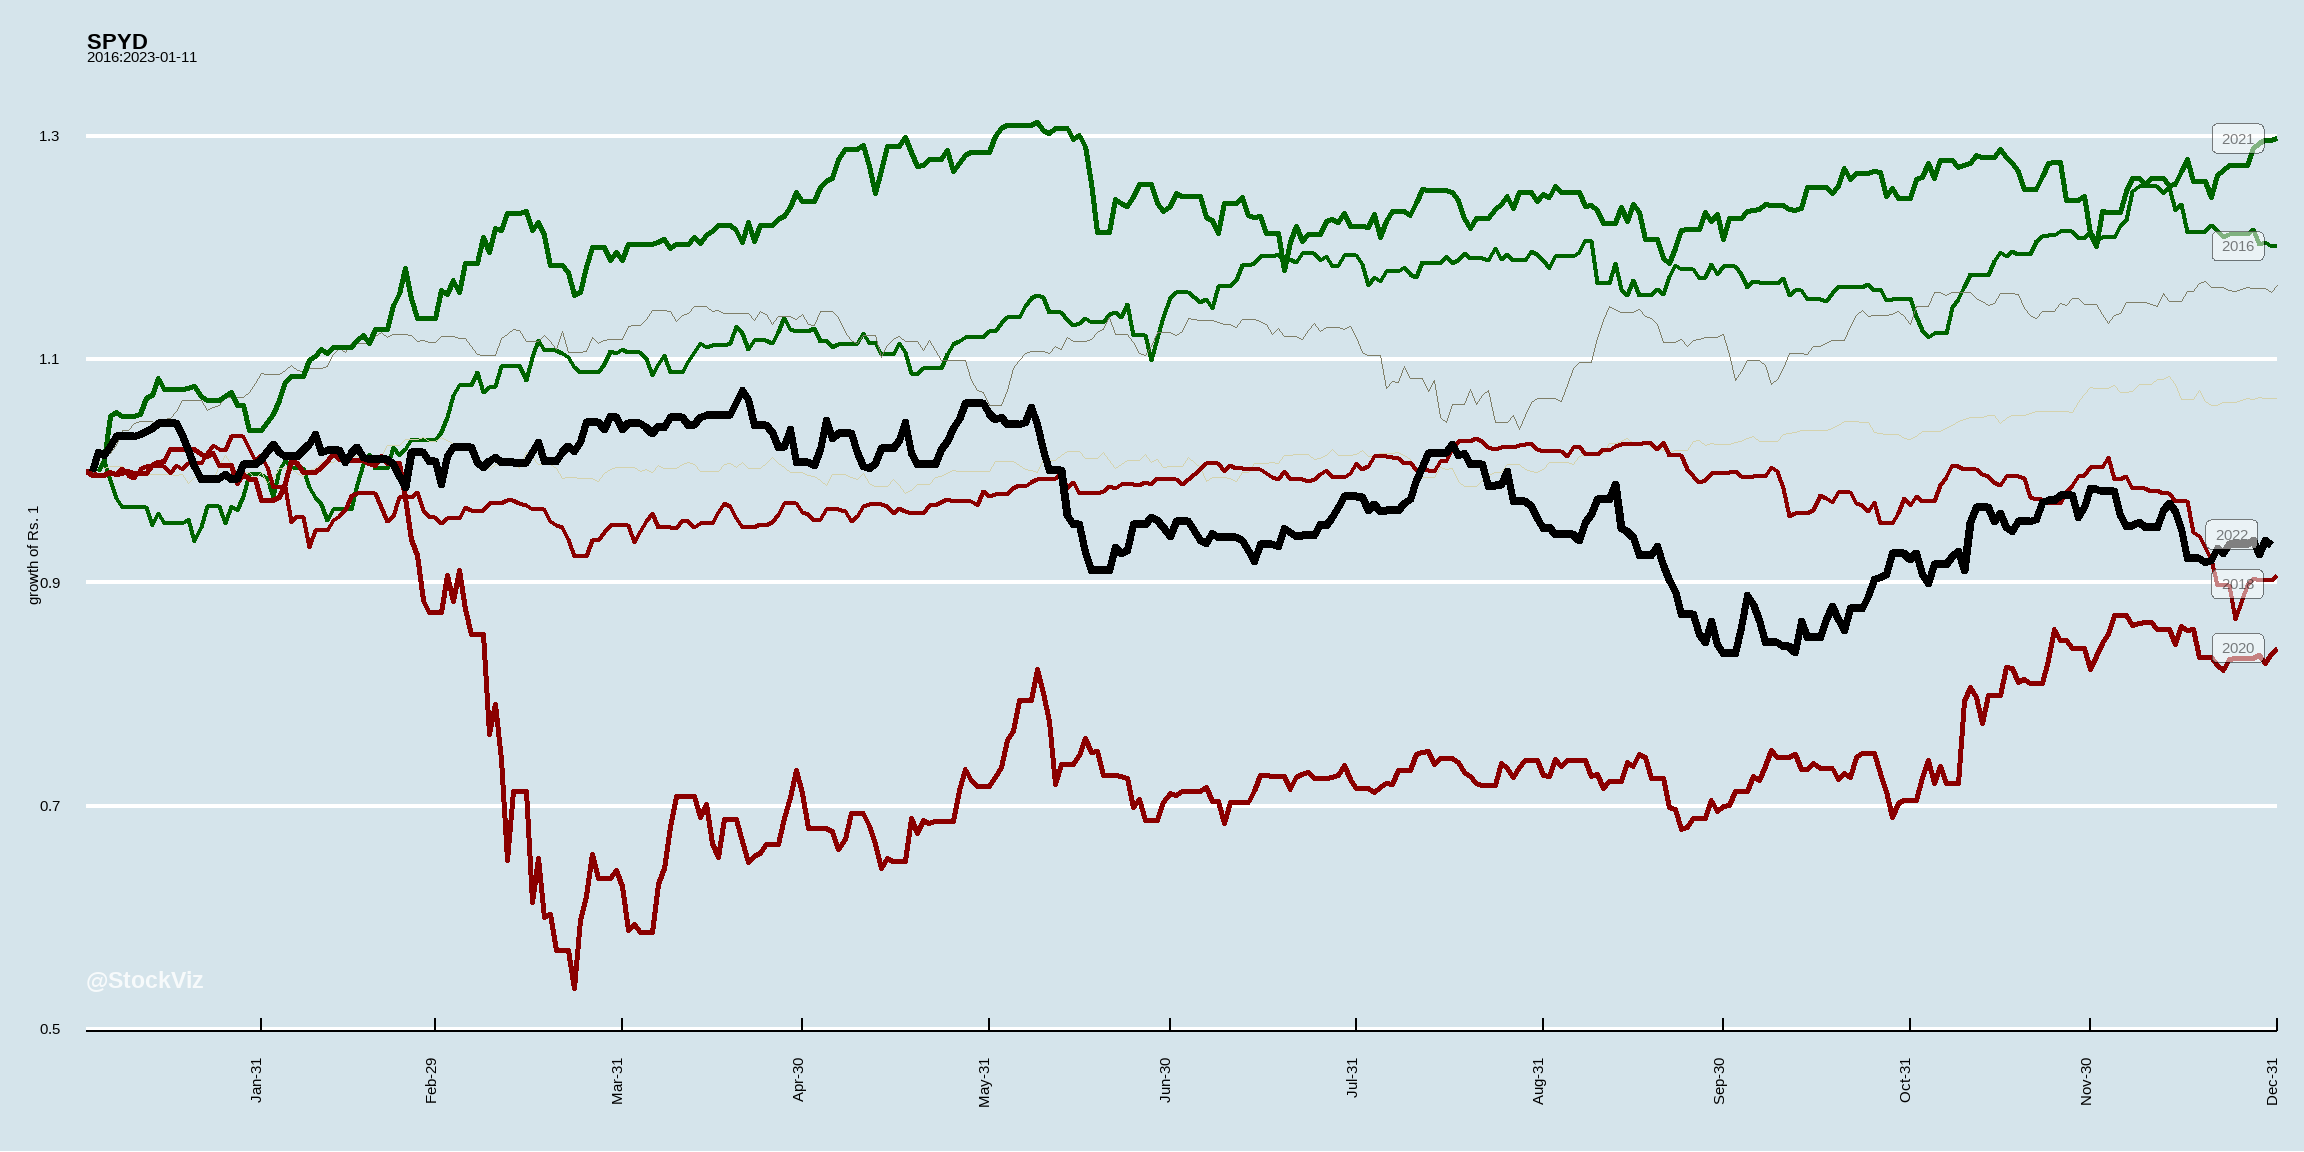 SPYD
2016:2023-01-11
growth of Rs. 1
1.3
1.1
0.9
0.7
0.5
2021
2016
2022
2018
2020
@StockViz
Jan-31
Feb-29
Mar-31
Apr-30
May-31
Jun-30
Jul-31
Aug-31
Sep-30
Oct-31
Nov-30
Dec-31